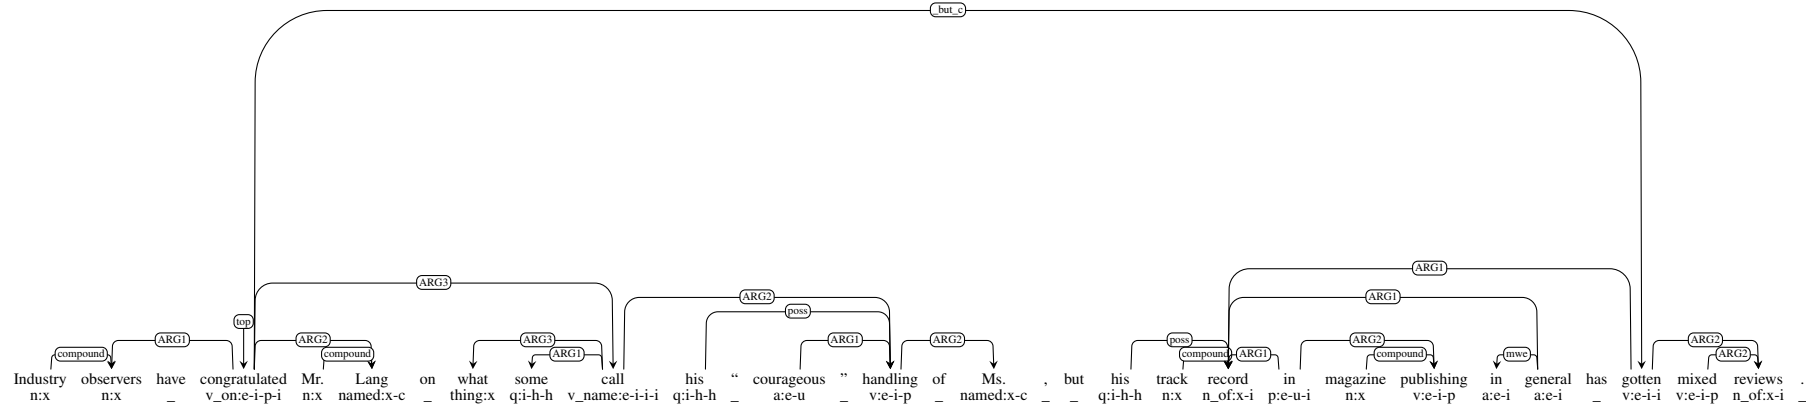 _but_c
ARG1
ARG3
ARG2
ARG1
poss
top
ARG1 ARG2 ARG3 ARG1 ARG2 poss ARG2 ARG2
compound compound ARG1 compound ARG1 compound mwe ARG2
Industry observers have congratulated Mr. Lang on what some call his “ courageous ” handling of Ms. , but his track record in magazine publishing in general has gotten mixed reviews .
n:x n:x _ v_on:e-i-p-i n:x named:x-c _ thing:x q:i-h-h v_name:e-i-i-i q:i-h-h _ a:e-u _ v:e-i-p _ named:x-c _ _ q:i-h-h n:x n_of:x-i p:e-u-i n:x v:e-i-p a:e-i a:e-i _ v:e-i-i v:e-i-p n_of:x-i _